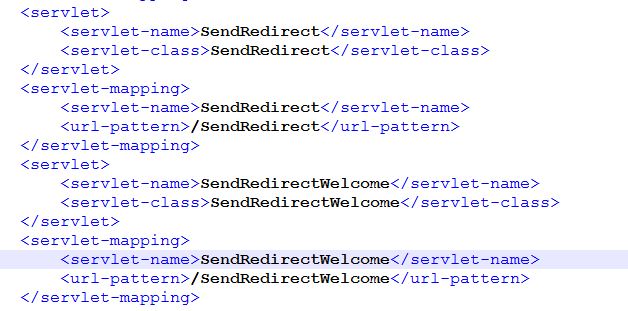 <servlet>
<servlet-name>SendRedirect</servlet-name>
<servlet-class>SendRedirect</servlet-class>
</servlet>
<servlet-mapping>
<servlet-name>SendRedirect</servlet-name>
<url-pattern>/SendRedirect</url-pattern>
</servlet-mapping>
<servlet>
<servlet-name>SendRedirectWelcome</servlet-name>
<servlet-class>SendRedirectWelcome</servlet-class>
</servlet>
<servlet-mapping>
<servlet-name>SendRedirectWelcome</servlet-name>
<url-pattern>/SendRedirectWelcome</url-pattern>
</servlet-mapping>